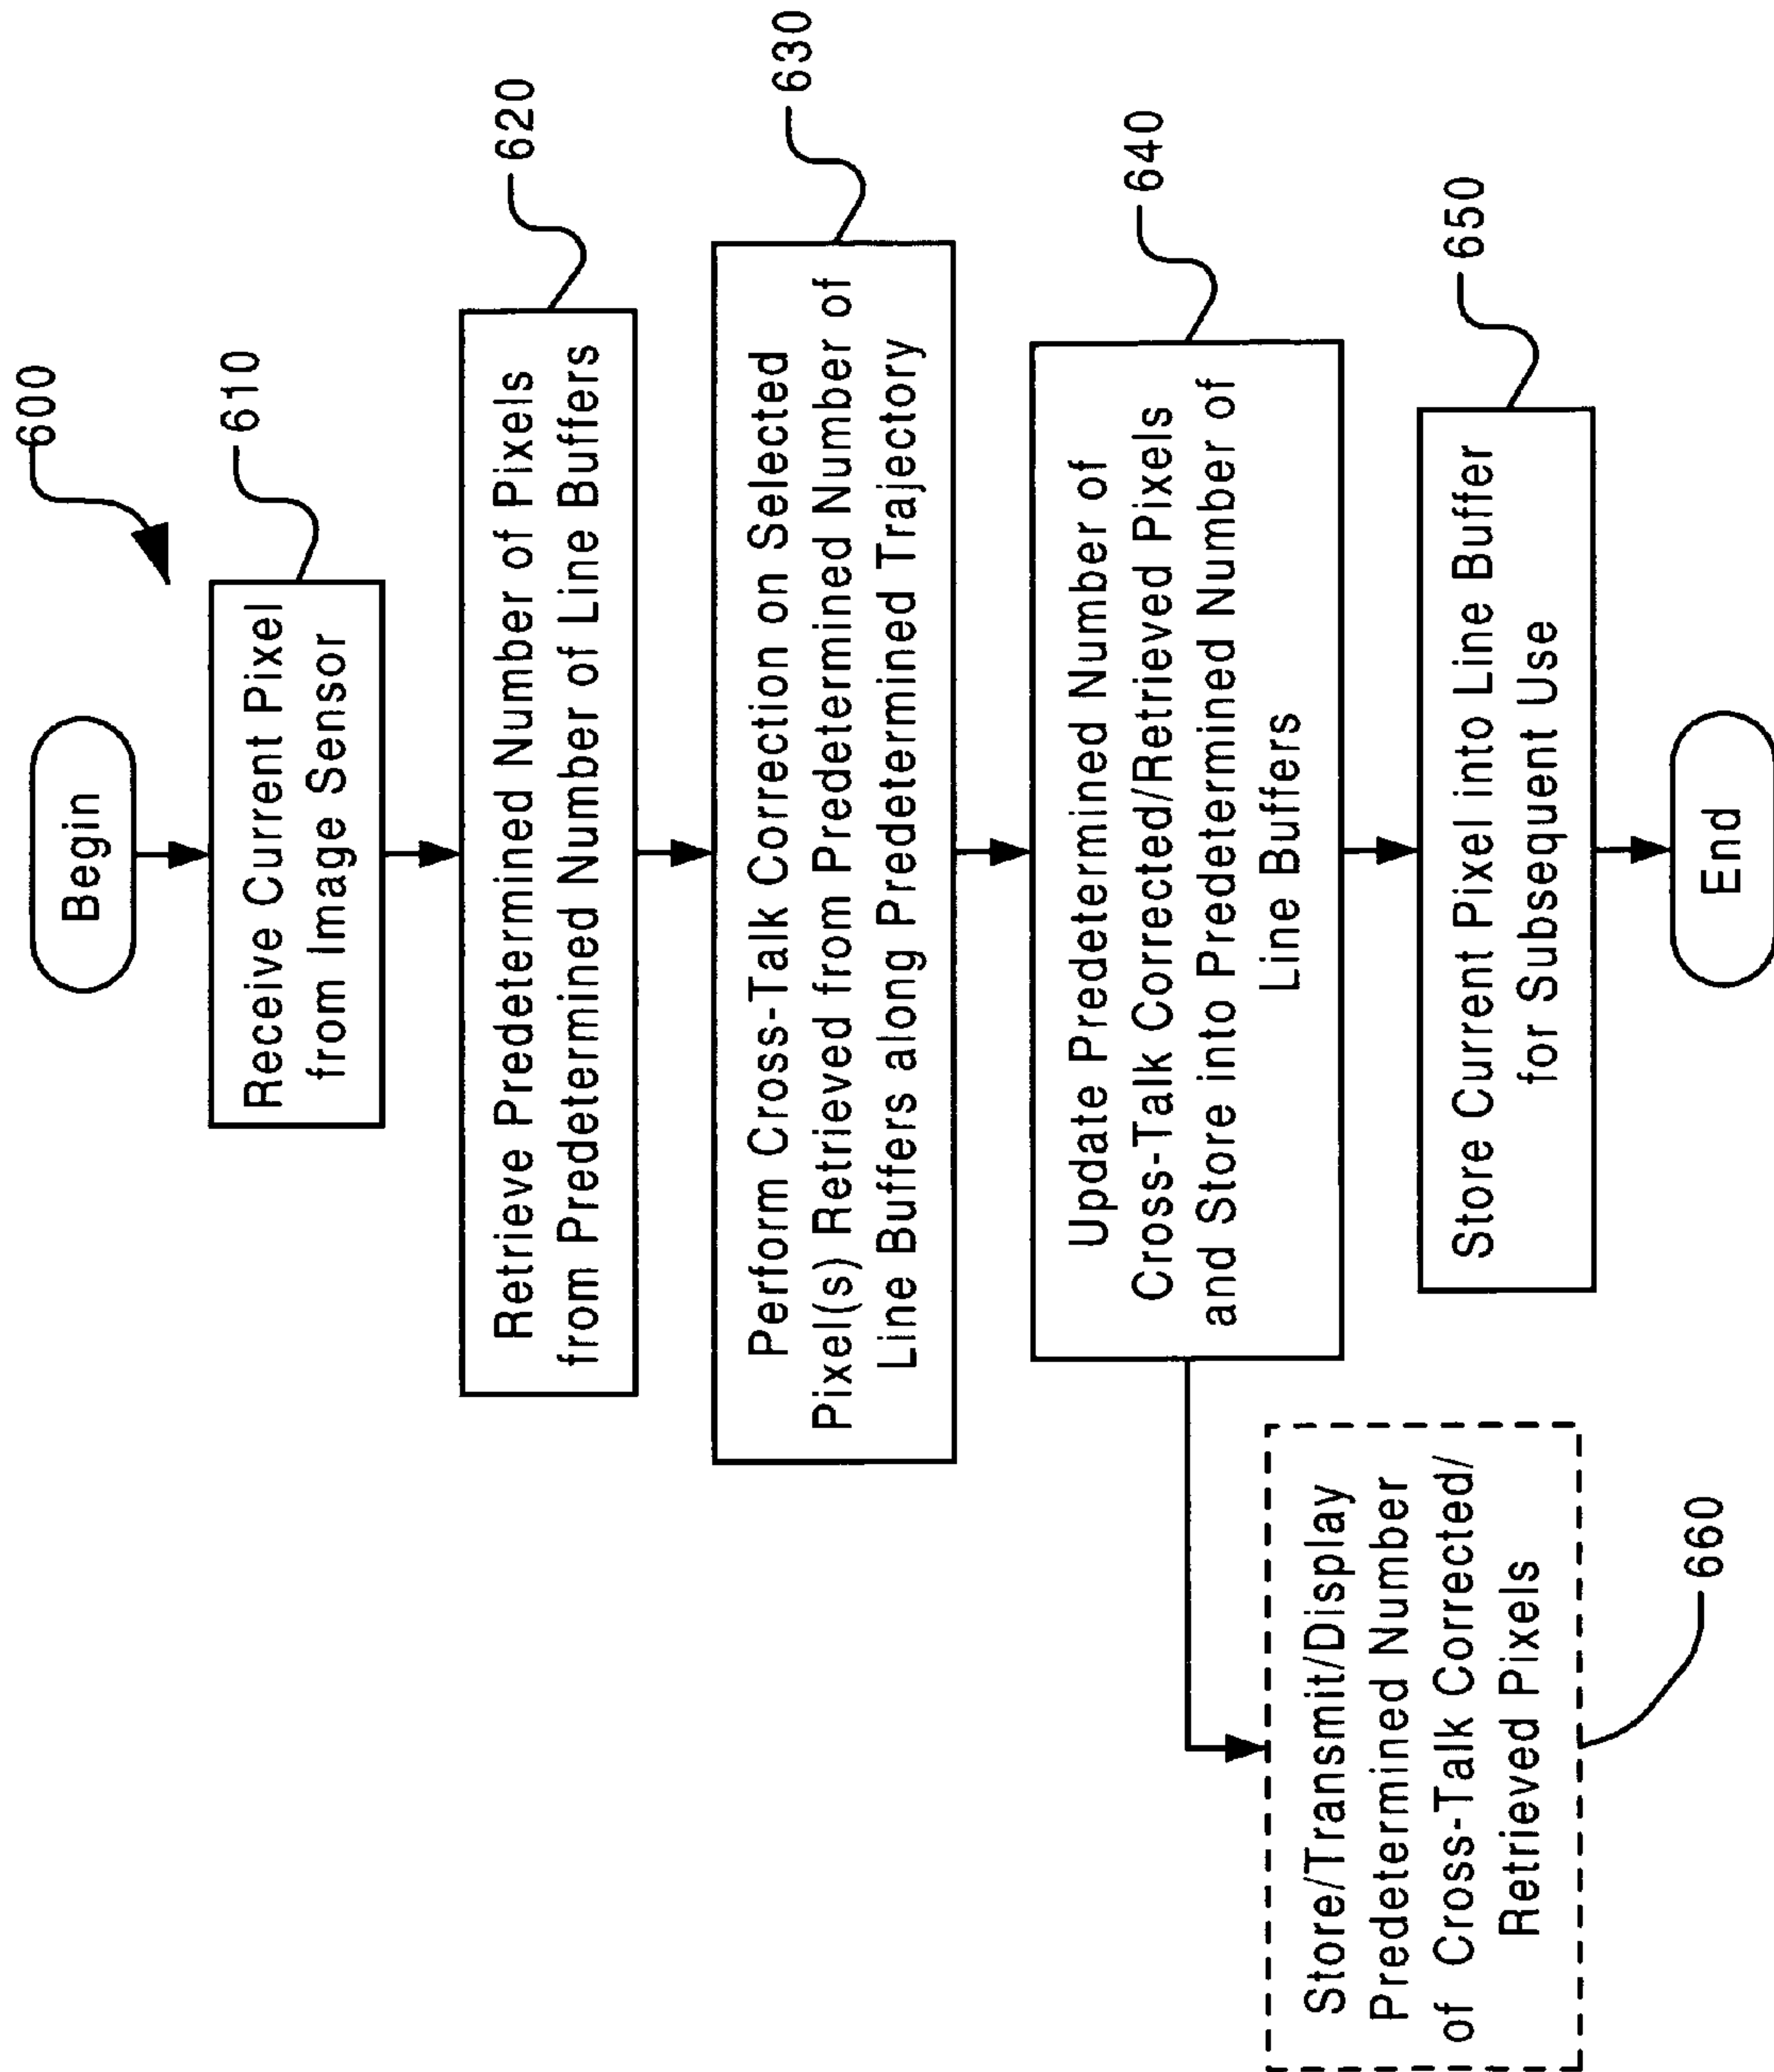 600
Begin
Receive Current Pixel
from Image Sensor
610
Retrieve Predetermined Number of Pixels
from Predetermined Number of Line Buffers
620
Perform Cross-Talk Correction on Selected
Pixel(s) Retrieved from Predetermined Number of
Line Buffers along Predetermined Trajectory
630
Update Predetermined Number of
Cross-Talk Corrected/Retrieved Pixels
and Store into Predetermined Number of
Line Buffers
640
Store/Transmit/Display
Predetermined Number
of Cross-Talk Corrected/
Retrieved Pixels
660
Store Current Pixel into Line Buffer
for Subsequent Use
650
End